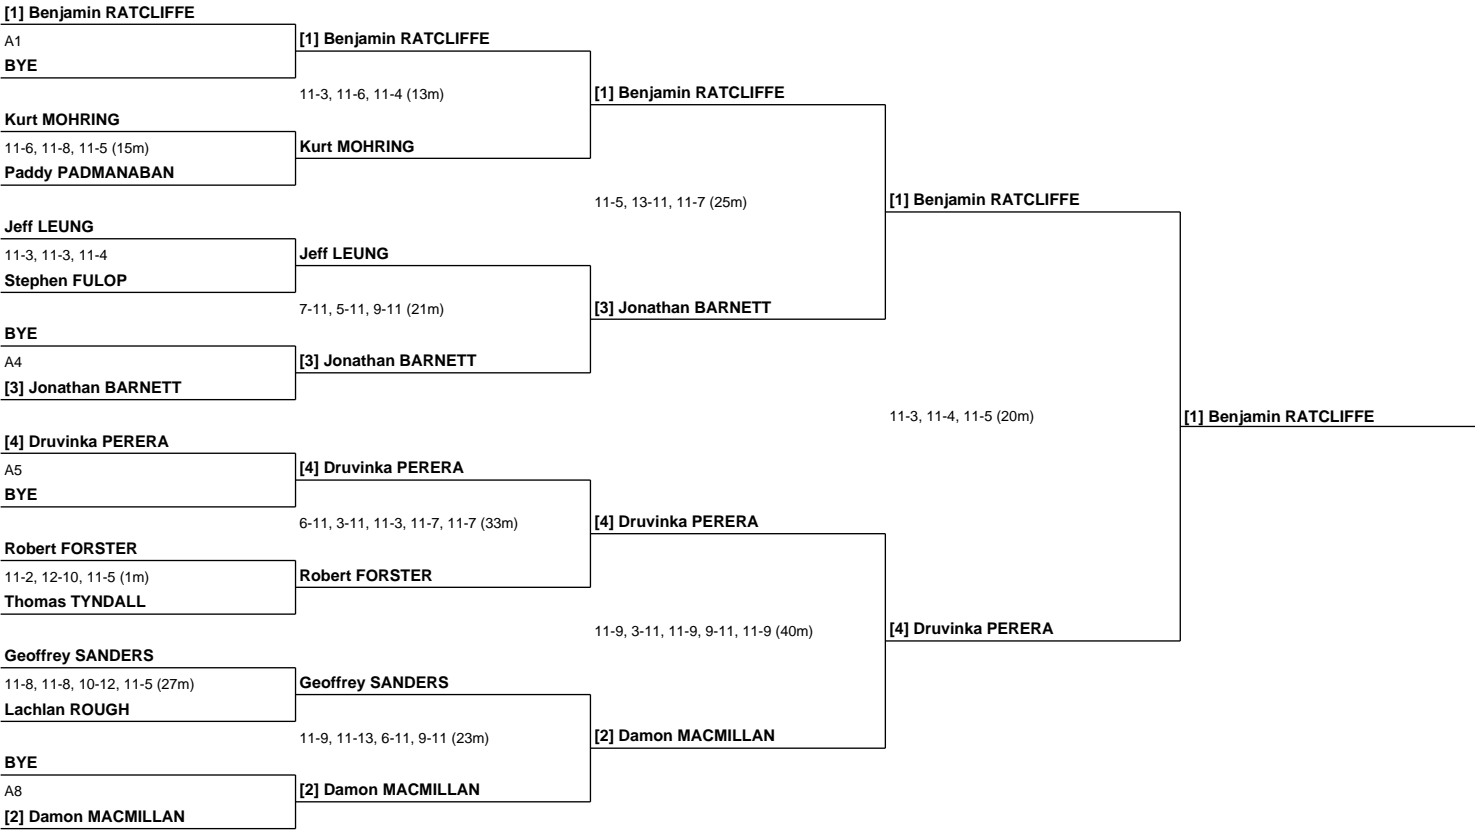 [1] Benjamin RATCLIFFE
A1
BYE
Kurt MOHRING
11-6, 11-8, 11-5 (15m)
Paddy PADMANABAN
Jeff LEUNG
11-3, 11-3, 11-4
Stephen FULOP
BYE
A4
[3] Jonathan BARNETT
[4] Druvinka PERERA
A5
BYE
Robert FORSTER
11-2, 12-10, 11-5 (1m)
Thomas TYNDALL
Geoffrey SANDERS
11-8, 11-8, 10-12, 11-5 (27m)
Lachlan ROUGH
BYE
A8
[2] Damon MACMILLAN
[1] Benjamin RATCLIFFE
11-3, 11-6, 11-4 (13m)
Kurt MOHRING
Jeff LEUNG
7-11, 5-11, 9-11 (21m)
[3] Jonathan BARNETT
[4] Druvinka PERERA
6-11, 3-11, 11-3, 11-7, 11-7 (33m)
Robert FORSTER
Geoffrey SANDERS
11-9, 11-13, 6-11, 9-11 (23m)
[2] Damon MACMILLAN
[1] Benjamin RATCLIFFE
11-5, 13-11, 11-7 (25m)
[3] Jonathan BARNETT
[4] Druvinka PERERA
11-9, 3-11, 11-9, 9-11, 11-9 (40m)
[2] Damon MACMILLAN
[1] Benjamin RATCLIFFE
11-3, 11-4, 11-5 (20m)
[4] Druvinka PERERA
[1] Benjamin RATCLIFFE